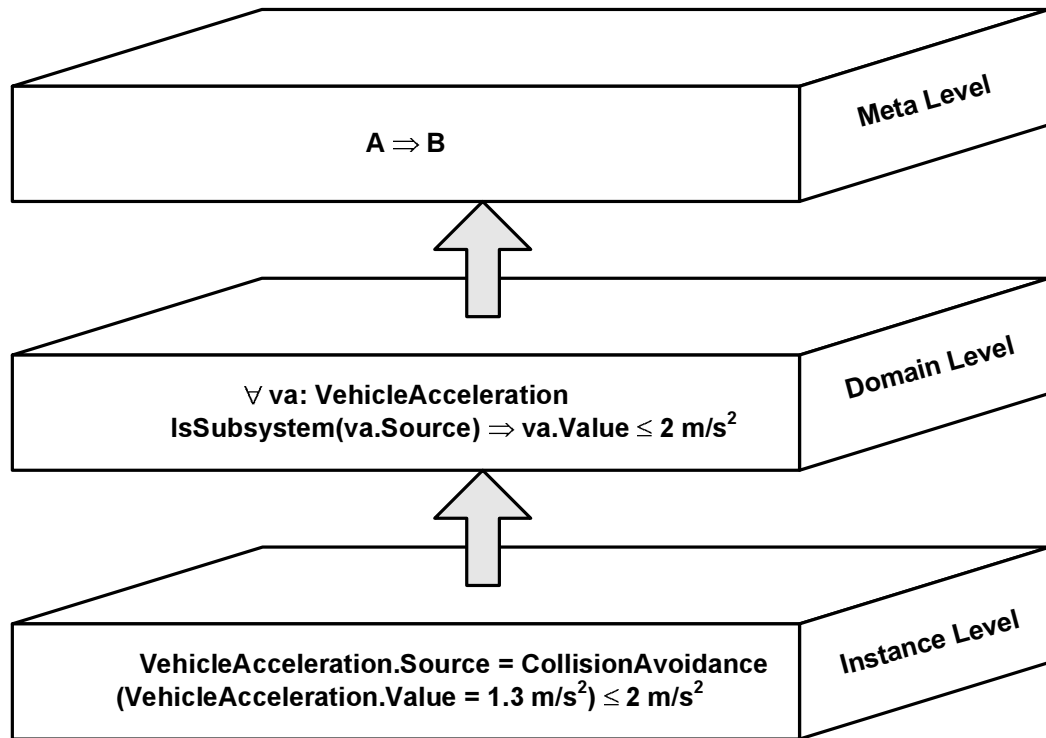 A ⇒ B
Meta Level
∀ va: VehicleAcceleration
IsSubsystem(va.Source) ⇒ va.Value ≤ 2 m/s²
Domain Level
VehicleAcceleration.Source = CollisionAvoidance
(VehicleAcceleration.Value = 1.3 m/s²) ≤ 2 m/s²
Instance Level